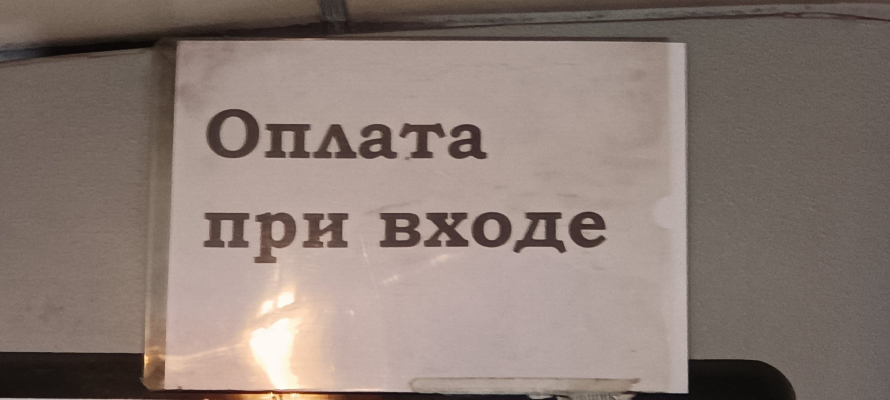 Оплата
при входе